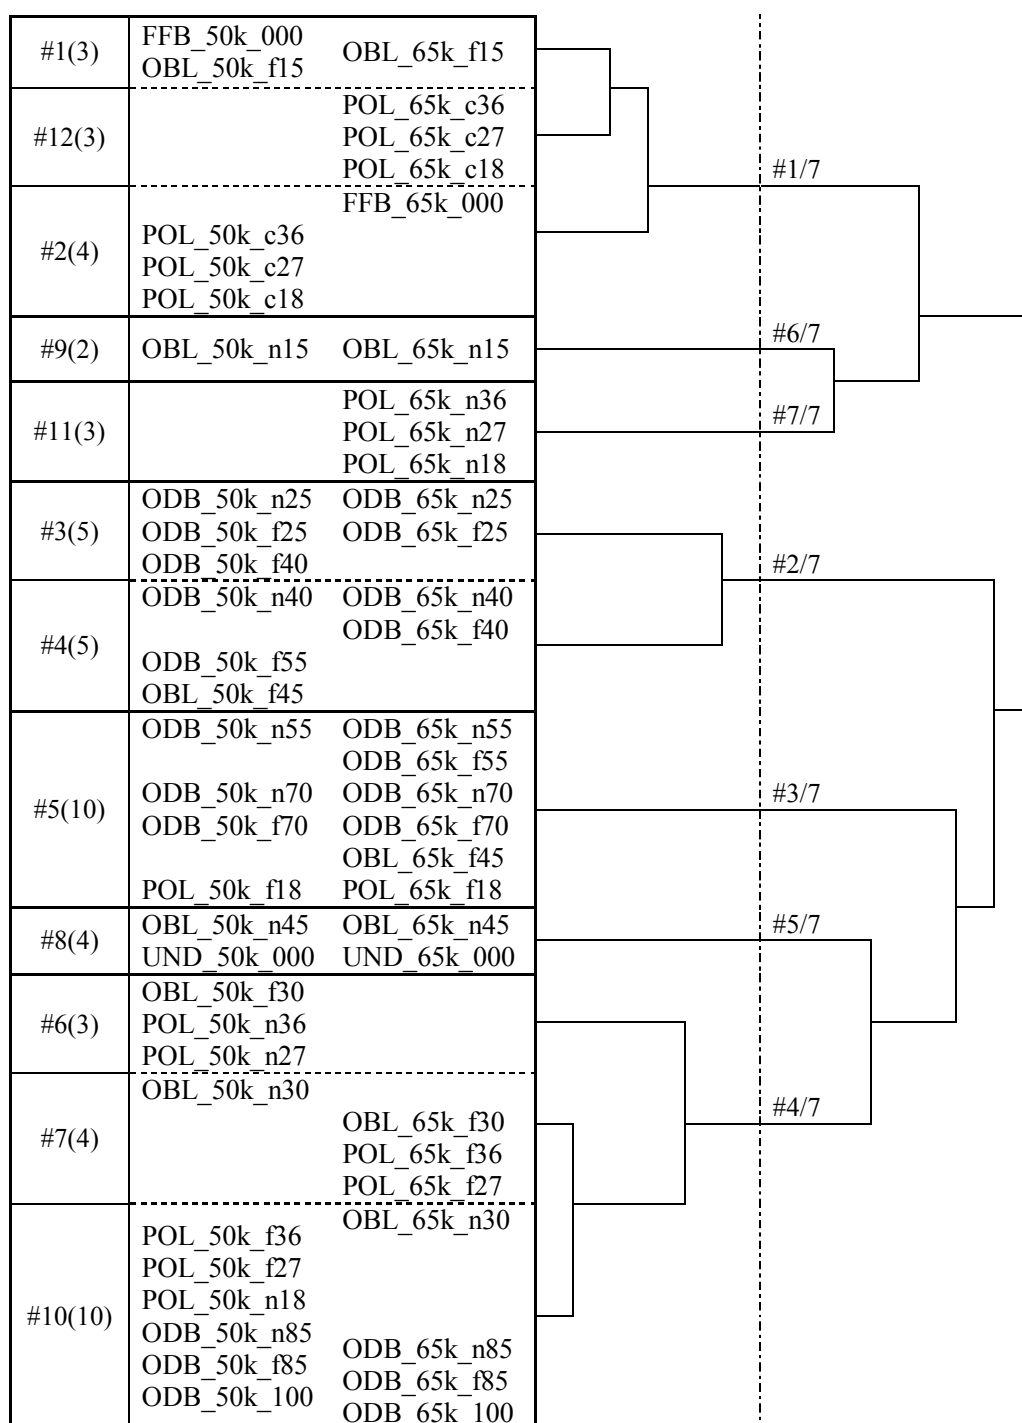 #1(3)
FFB_50k_000
OBL_50k_f15
OBL_65k_f15
#12(3)
POL_65k_c36
POL_65k_c27
POL_65k_c18
#1/7
#2(4)
FFB_65k_000
POL_50k_c36
POL_50k_c27
POL_50k_c18
#9(2)
OBL_50k_n15 OBL_65k_n15
#6/7
#11(3)
POL_65k_n36
POL_65k_n27
POL_65k_n18
#7/7
#3(5)
ODB_50k_n25 ODB_65k_n25
ODB_50k_f25 ODB_65k_f25
ODB_50k_f40
#2/7
#4(5)
ODB_50k_n40 ODB_65k_n40
ODB_65k_f40
ODB_50k_f55
OBL_50k_f45
#5(10)
ODB_50k_n55 ODB_65k_n55
ODB_65k_f55
ODB_50k_n70 ODB_65k_n70
ODB_50k_f70 ODB_65k_f70
OBL_65k_f45
POL_50k_f18 POL_65k_f18
#3/7
#8(4)
OBL_50k_n45 OBL_65k_n45
UND_50k_000 UND_65k_000
#5/7
#6(3)
OBL_50k_f30
POL_50k_n36
POL_50k_n27
#7(4)
OBL_50k_n30
OBL_65k_f30
POL_65k_f36
POL_65k_f27
#4/7
#10(10)
OBL_65k_n30
POL_50k_f36
POL_50k_f27
POL_50k_n18
ODB_50k_n85 ODB_65k_n85
ODB_50k_f85 ODB_65k_f85
ODB_50k_100 ODB_65k_100